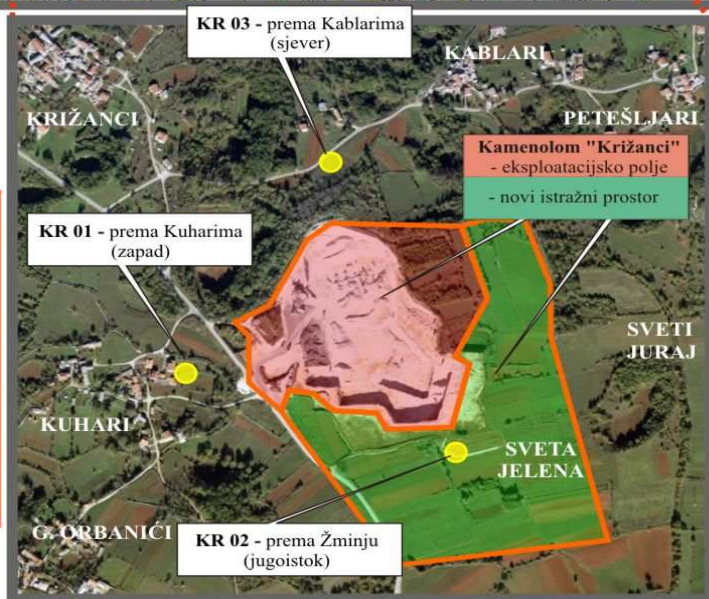 KR 03 - prema Kablarima
(sjever)
KABLARI
KRIŽANCI
PETEŠLJARI
Kamenolom "Križanci"
- eksploatacijsko polje
- novi istražni prostor
KR 01 - prema Kuharima
(zapad)
SVETI
JURAJ
KUHARI
SVETA
JELENA
G. ORBANIĆI
KR 02 - prema Žminju
(jugoistok)